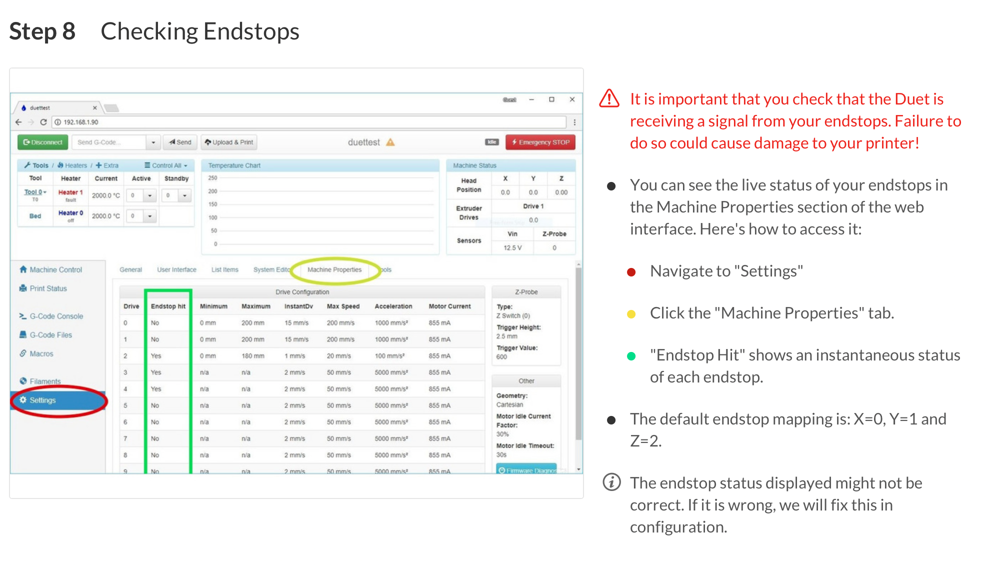 Step 8 Checking Endstops
duettest
192.168.1.90
Disconnect Send G-Code... Send Upload & Print duettest Idle Emergency STOP
Tools / Heaters / Extra Control All
Tool Heater Current Active Standby
Tool 0 Heater 1 2000.0 °C 0 0
T0 fault
Bed Heater 0 2000.0 °C 0
off
Temperature Chart
250
200
150
100
50
0
Machine Status
Head Position X Y Z
0.0 0.0 0.00
Extruder Drives Drive 1
0.0
Sensors Vin Z-Probe
12.5 V 0
Machine Control
Print Status
G-Code Console
G-Code Files
Macros
Filaments
Settings
General User Interface List Items System Editor Machine Properties Tools
Drive Configuration
Drive Endstop hit Minimum Maximum InstantDv Max Speed Acceleration Motor Current
0 No 0 mm 200 mm 15 mm/s 200 mm/s 1000 mm/s² 855 mA
1 No 0 mm 200 mm 15 mm/s 200 mm/s 1000 mm/s² 855 mA
2 Yes 0 mm 180 mm 1 mm/s 20 mm/s 100 mm/s² 855 mA
3 Yes n/a n/a 2 mm/s 50 mm/s 5000 mm/s² 855 mA
4 Yes n/a n/a 2 mm/s 50 mm/s 5000 mm/s² 855 mA
5 No n/a n/a 2 mm/s 50 mm/s 5000 mm/s² 855 mA
6 No n/a n/a 2 mm/s 50 mm/s 5000 mm/s² 855 mA
7 No n/a n/a 2 mm/s 50 mm/s 5000 mm/s² 855 mA
8 No n/a n/a 2 mm/s 50 mm/s 5000 mm/s² 855 mA
9 No n/a n/a 2 mm/s 50 mm/s 5000 mm/s² 855 mA
Z-Probe
Type:
Z Switch (0)
Trigger Height:
2.5 mm
Trigger Value:
600
Other
Geometry:
Cartesian
Motor Idle Current
Factor:
30%
Motor Idle Timeout:
30s
Firmware Diagnos
It is important that you check that the Duet is
receiving a signal from your endstops. Failure to
do so could cause damage to your printer!
You can see the live status of your endstops in
the Machine Properties section of the web
interface. Here's how to access it:
Navigate to "Settings"
Click the "Machine Properties" tab.
"Endstop Hit" shows an instantaneous status
of each endstop.
The default endstop mapping is: X=0, Y=1 and
Z=2.
The endstop status displayed might not be
correct. If it is wrong, we will fix this in
configuration.